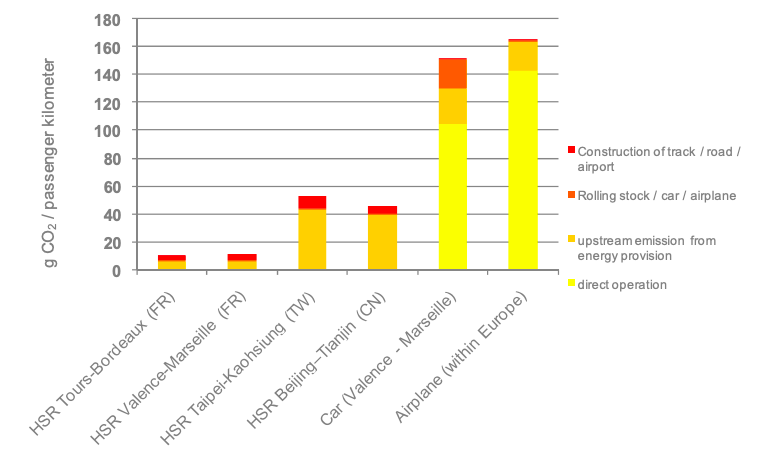 180
160
140
120
100
80
60
40
20
0
g CO₂ / passenger kilometer
HSR Tours-Bordeaux (FR)
HSR Valence-Marseille (FR)
HSR Taipei-Kaohsiung (TW)
HSR Beijing–Tianjin (CN)
Car (Valence - Marseille)
Airplane (within Europe)
Construction of track / road /
airport
Rolling stock / car / airplane
upstream emission from
energy provision
direct operation